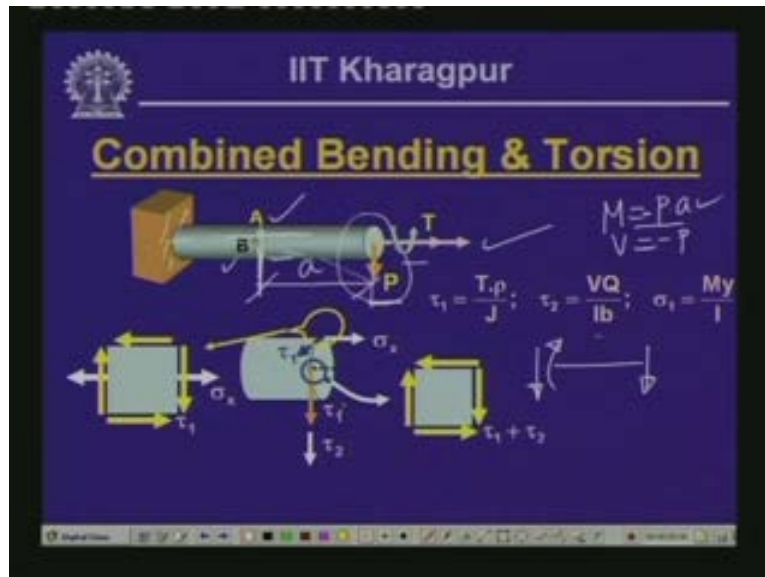 IIT Kharagpur
Combined Bending & Torsion
A
B
a
T
P
M=-Pa
V=-P
τ₁ = T.ρ/J ; τ₂ = VQ/Ib ; σ₁ = My/I
σₓ
τ₁
τ₁
σₓ
τ₁
τ₂
τ₁ + τ₂